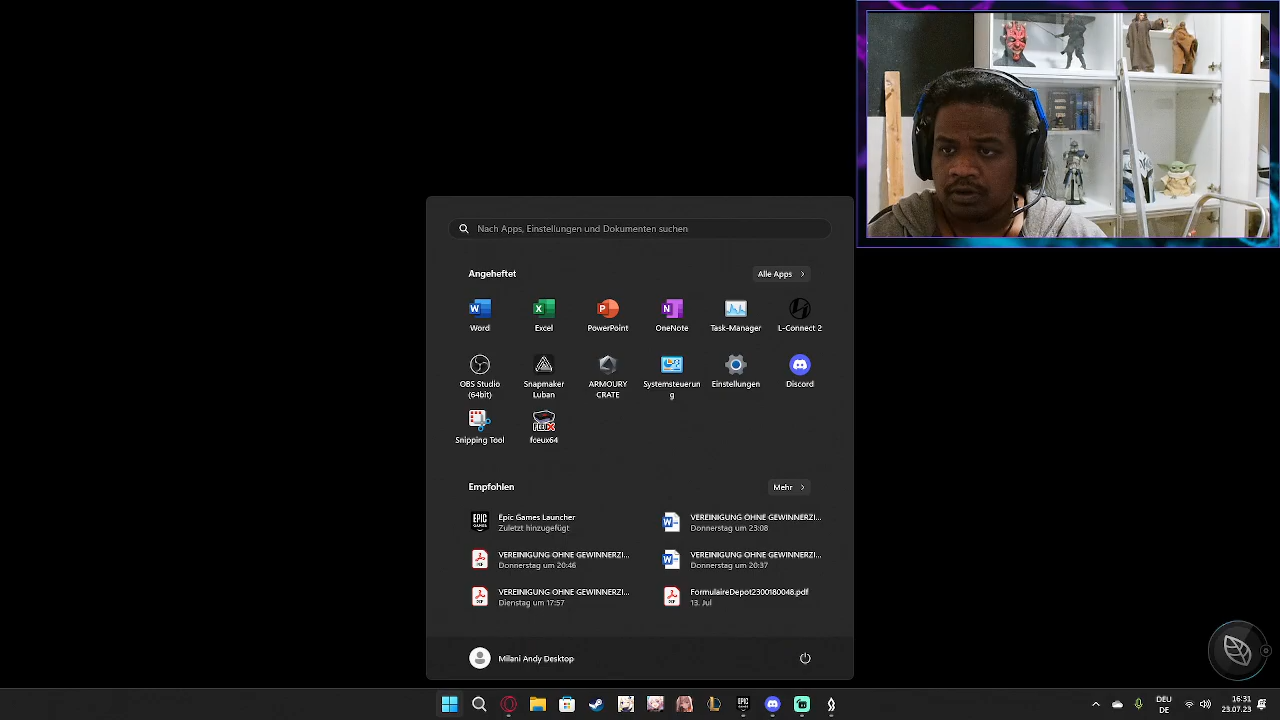 Nach Apps, Einstellungen und Dokumenten suchen
Angeheftet
Alle Apps
Word
Excel
PowerPoint
OneNote
Task-Manager
L-Connect 2
OBS Studio
(64bit)
Snapmaker
Luban
ARMOURY
CRATE
Systemsteuerun
g
Einstellungen
Discord
Snipping Tool
fceux64
Empfohlen
Mehr
Epic Games Launcher
Zuletzt hinzugefügt
VEREINIGUNG OHNE GEWINNERZI...
Donnerstag um 23:08
VEREINIGUNG OHNE GEWINNERZI...
Donnerstag um 20:46
VEREINIGUNG OHNE GEWINNERZI...
Donnerstag um 20:37
VEREINIGUNG OHNE GEWINNERZI...
Dienstag um 17:57
FormulaireDepot2300180048.pdf
13. Jul
Milani Andy Desktop
DEU
DE
16:31
23.07.23